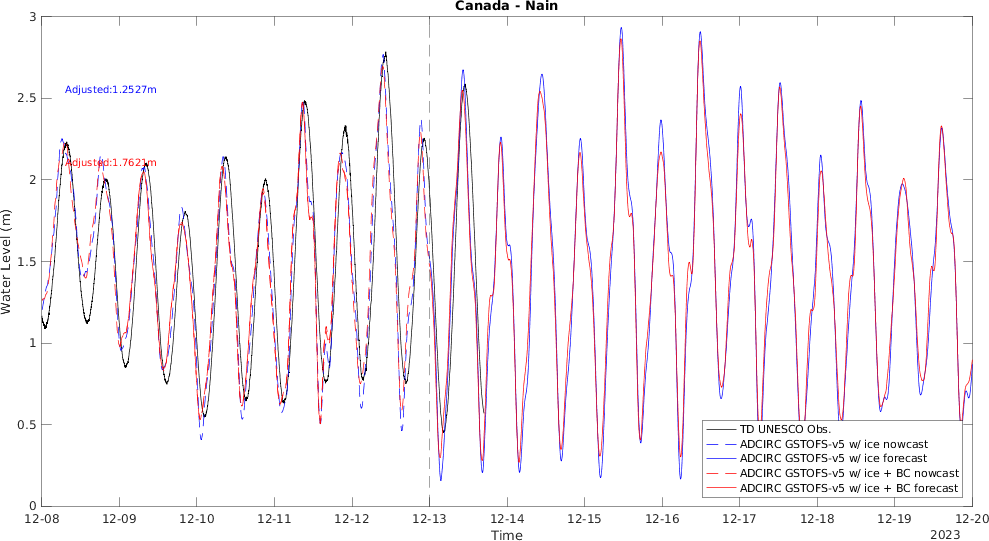 Canada - Nain
3
2.5
2
1.5
1
0.5
0
Water Level (m)
Adjusted:1.2527m
Adjusted:1.7621m
TD UNESCO Obs.
ADCIRC GSTOFS-v5 w/ ice nowcast
ADCIRC GSTOFS-v5 w/ ice forecast
ADCIRC GSTOFS-v5 w/ ice + BC nowcast
ADCIRC GSTOFS-v5 w/ ice + BC forecast
12-08 12-09 12-10 12-11 12-12 12-13 12-14 12-15 12-16 12-17 12-18 12-19 12-20
Time
2023